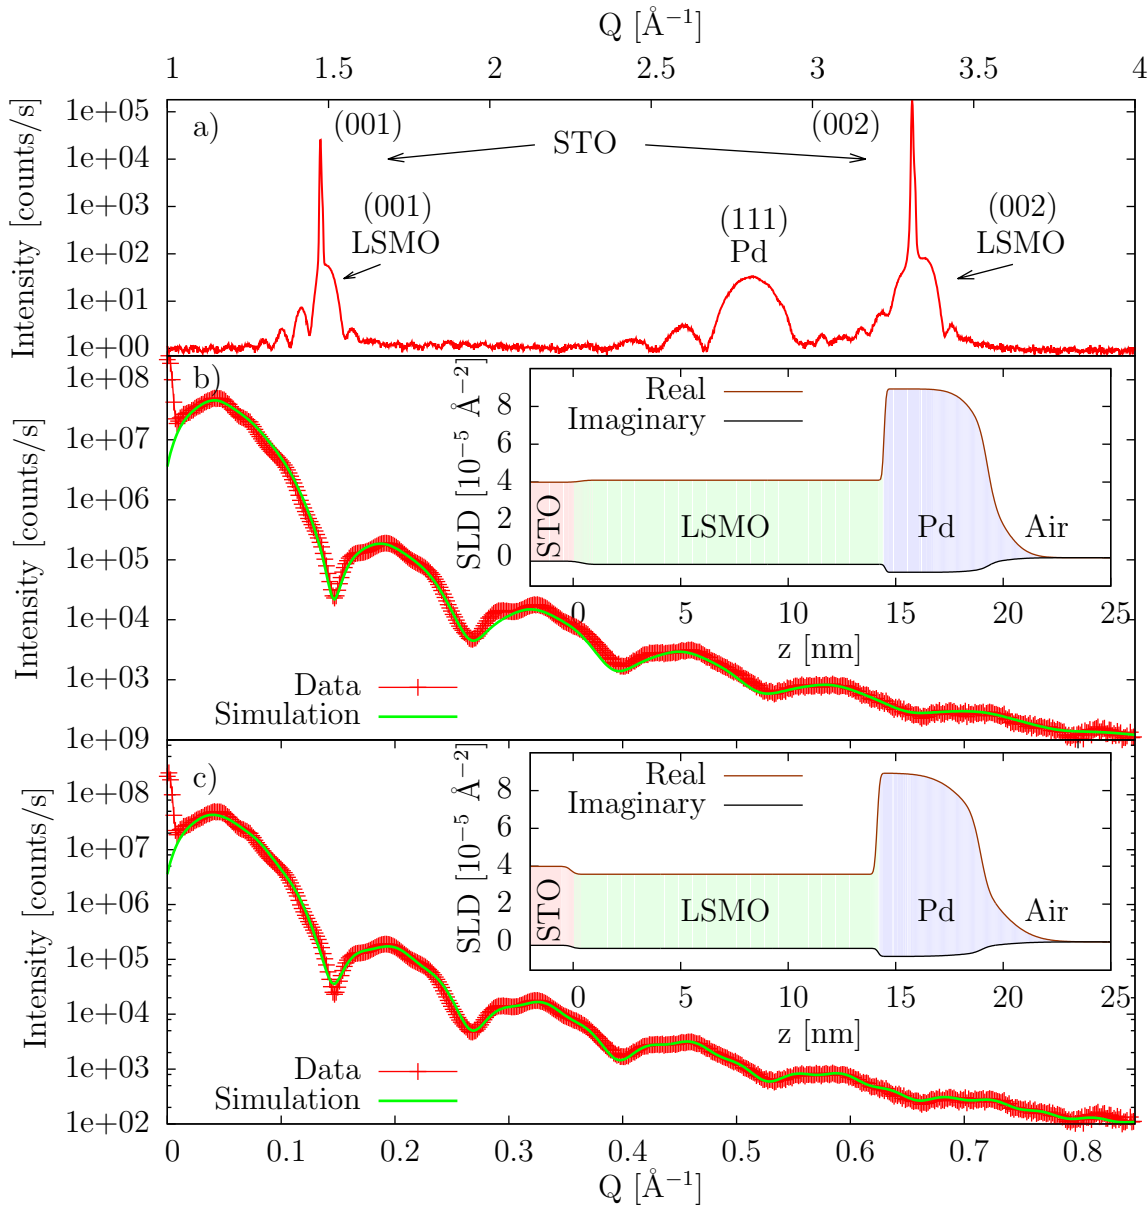 Q [Å⁻¹]
1 1.5 2 2.5 3 3.5 4
Intensity [counts/s]
1e+05
1e+04
1e+03
1e+02
1e+01
1e+00
a)
(001)
STO
(002)
(001)
LSMO
(111)
Pd
(002)
LSMO
Intensity [counts/s]
1e+08
1e+07
1e+06
1e+05
1e+04
1e+03
1e+09
b)
Data
Simulation
SLD [10⁻⁵ Å⁻²]
8
6
4
2
0
Real
Imaginary
STO
LSMO
Pd
Air
0 5 10 15 20 25
z [nm]
Intensity [counts/s]
1e+08
1e+07
1e+06
1e+05
1e+04
1e+03
1e+02
c)
Data
Simulation
SLD [10⁻⁵ Å⁻²]
8
6
4
2
0
Real
Imaginary
STO
LSMO
Pd
Air
0 5 10 15 20 25
z [nm]
0 0.1 0.2 0.3 0.4 0.5 0.6 0.7 0.8
Q [Å⁻¹]